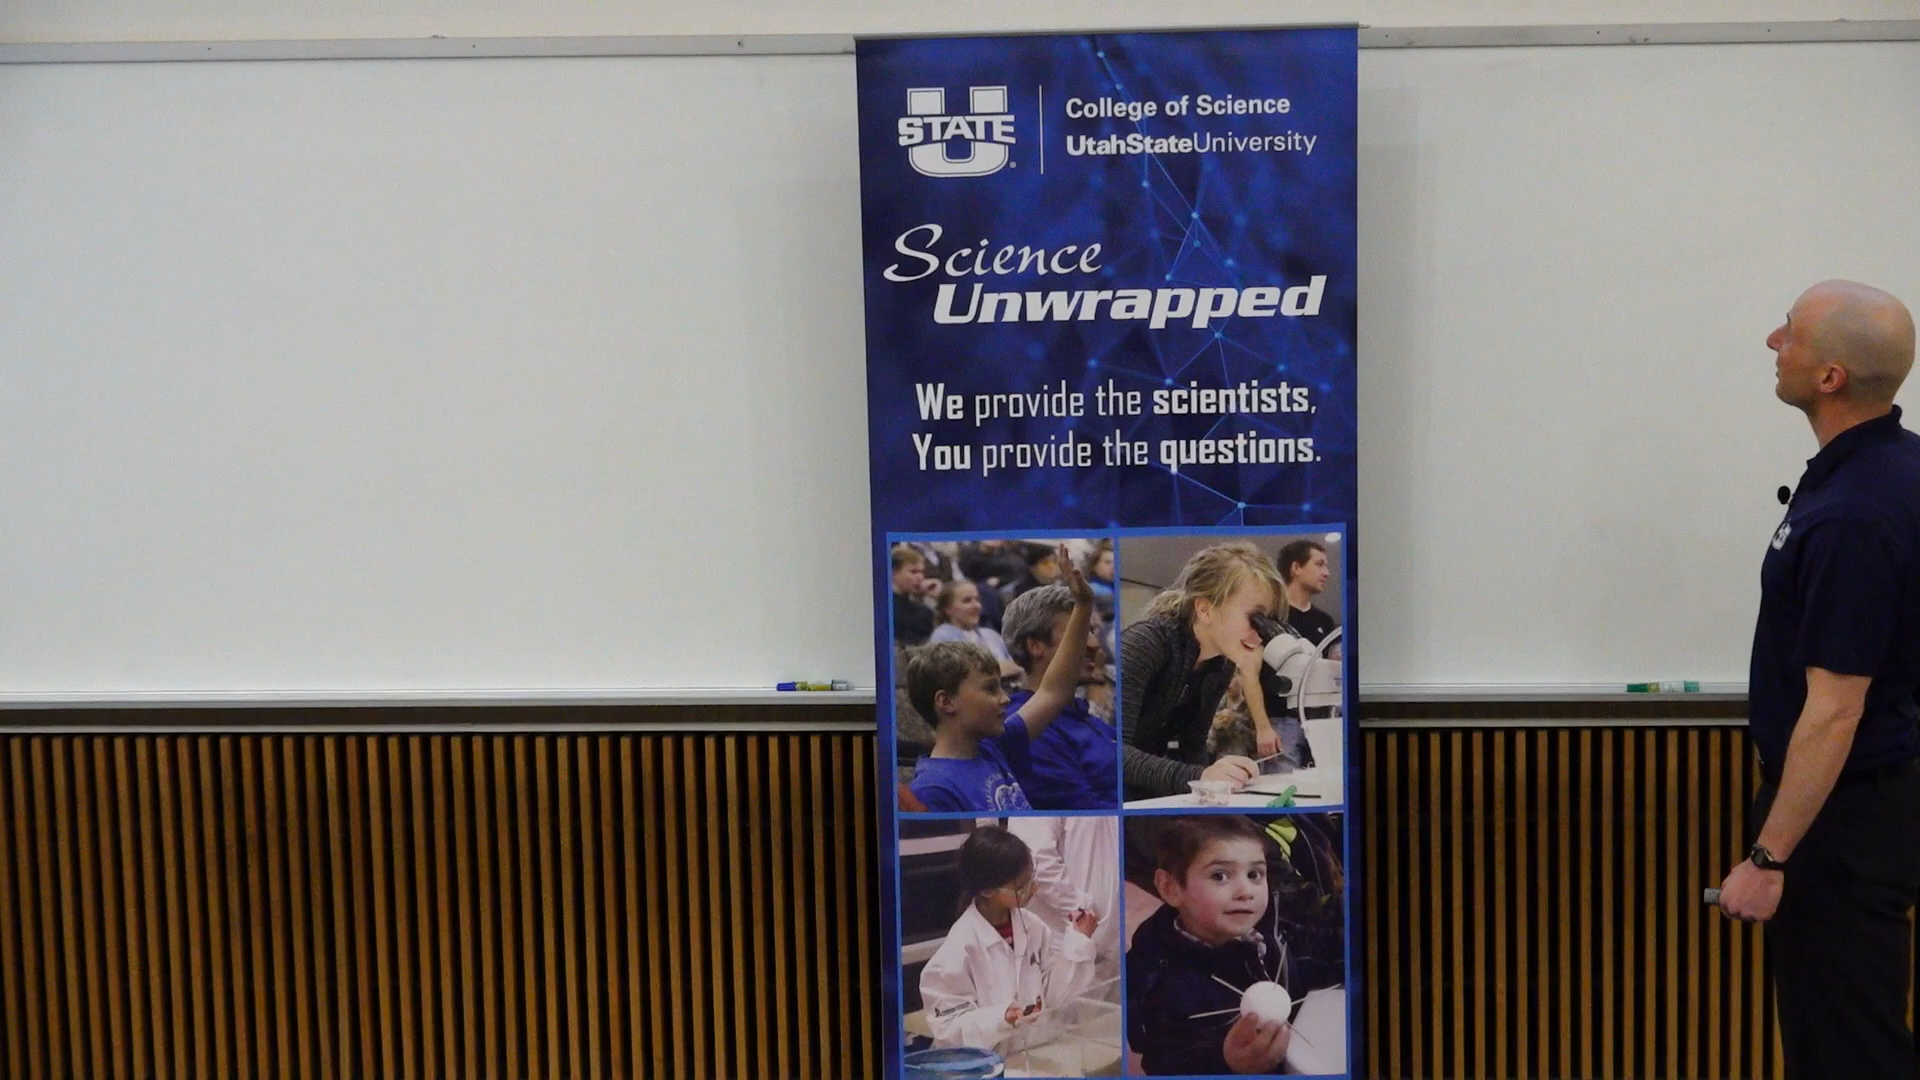 U
STATE
College of Science
UtahStateUniversity
Science
Unwrapped
We provide the scientists,
You provide the questions.